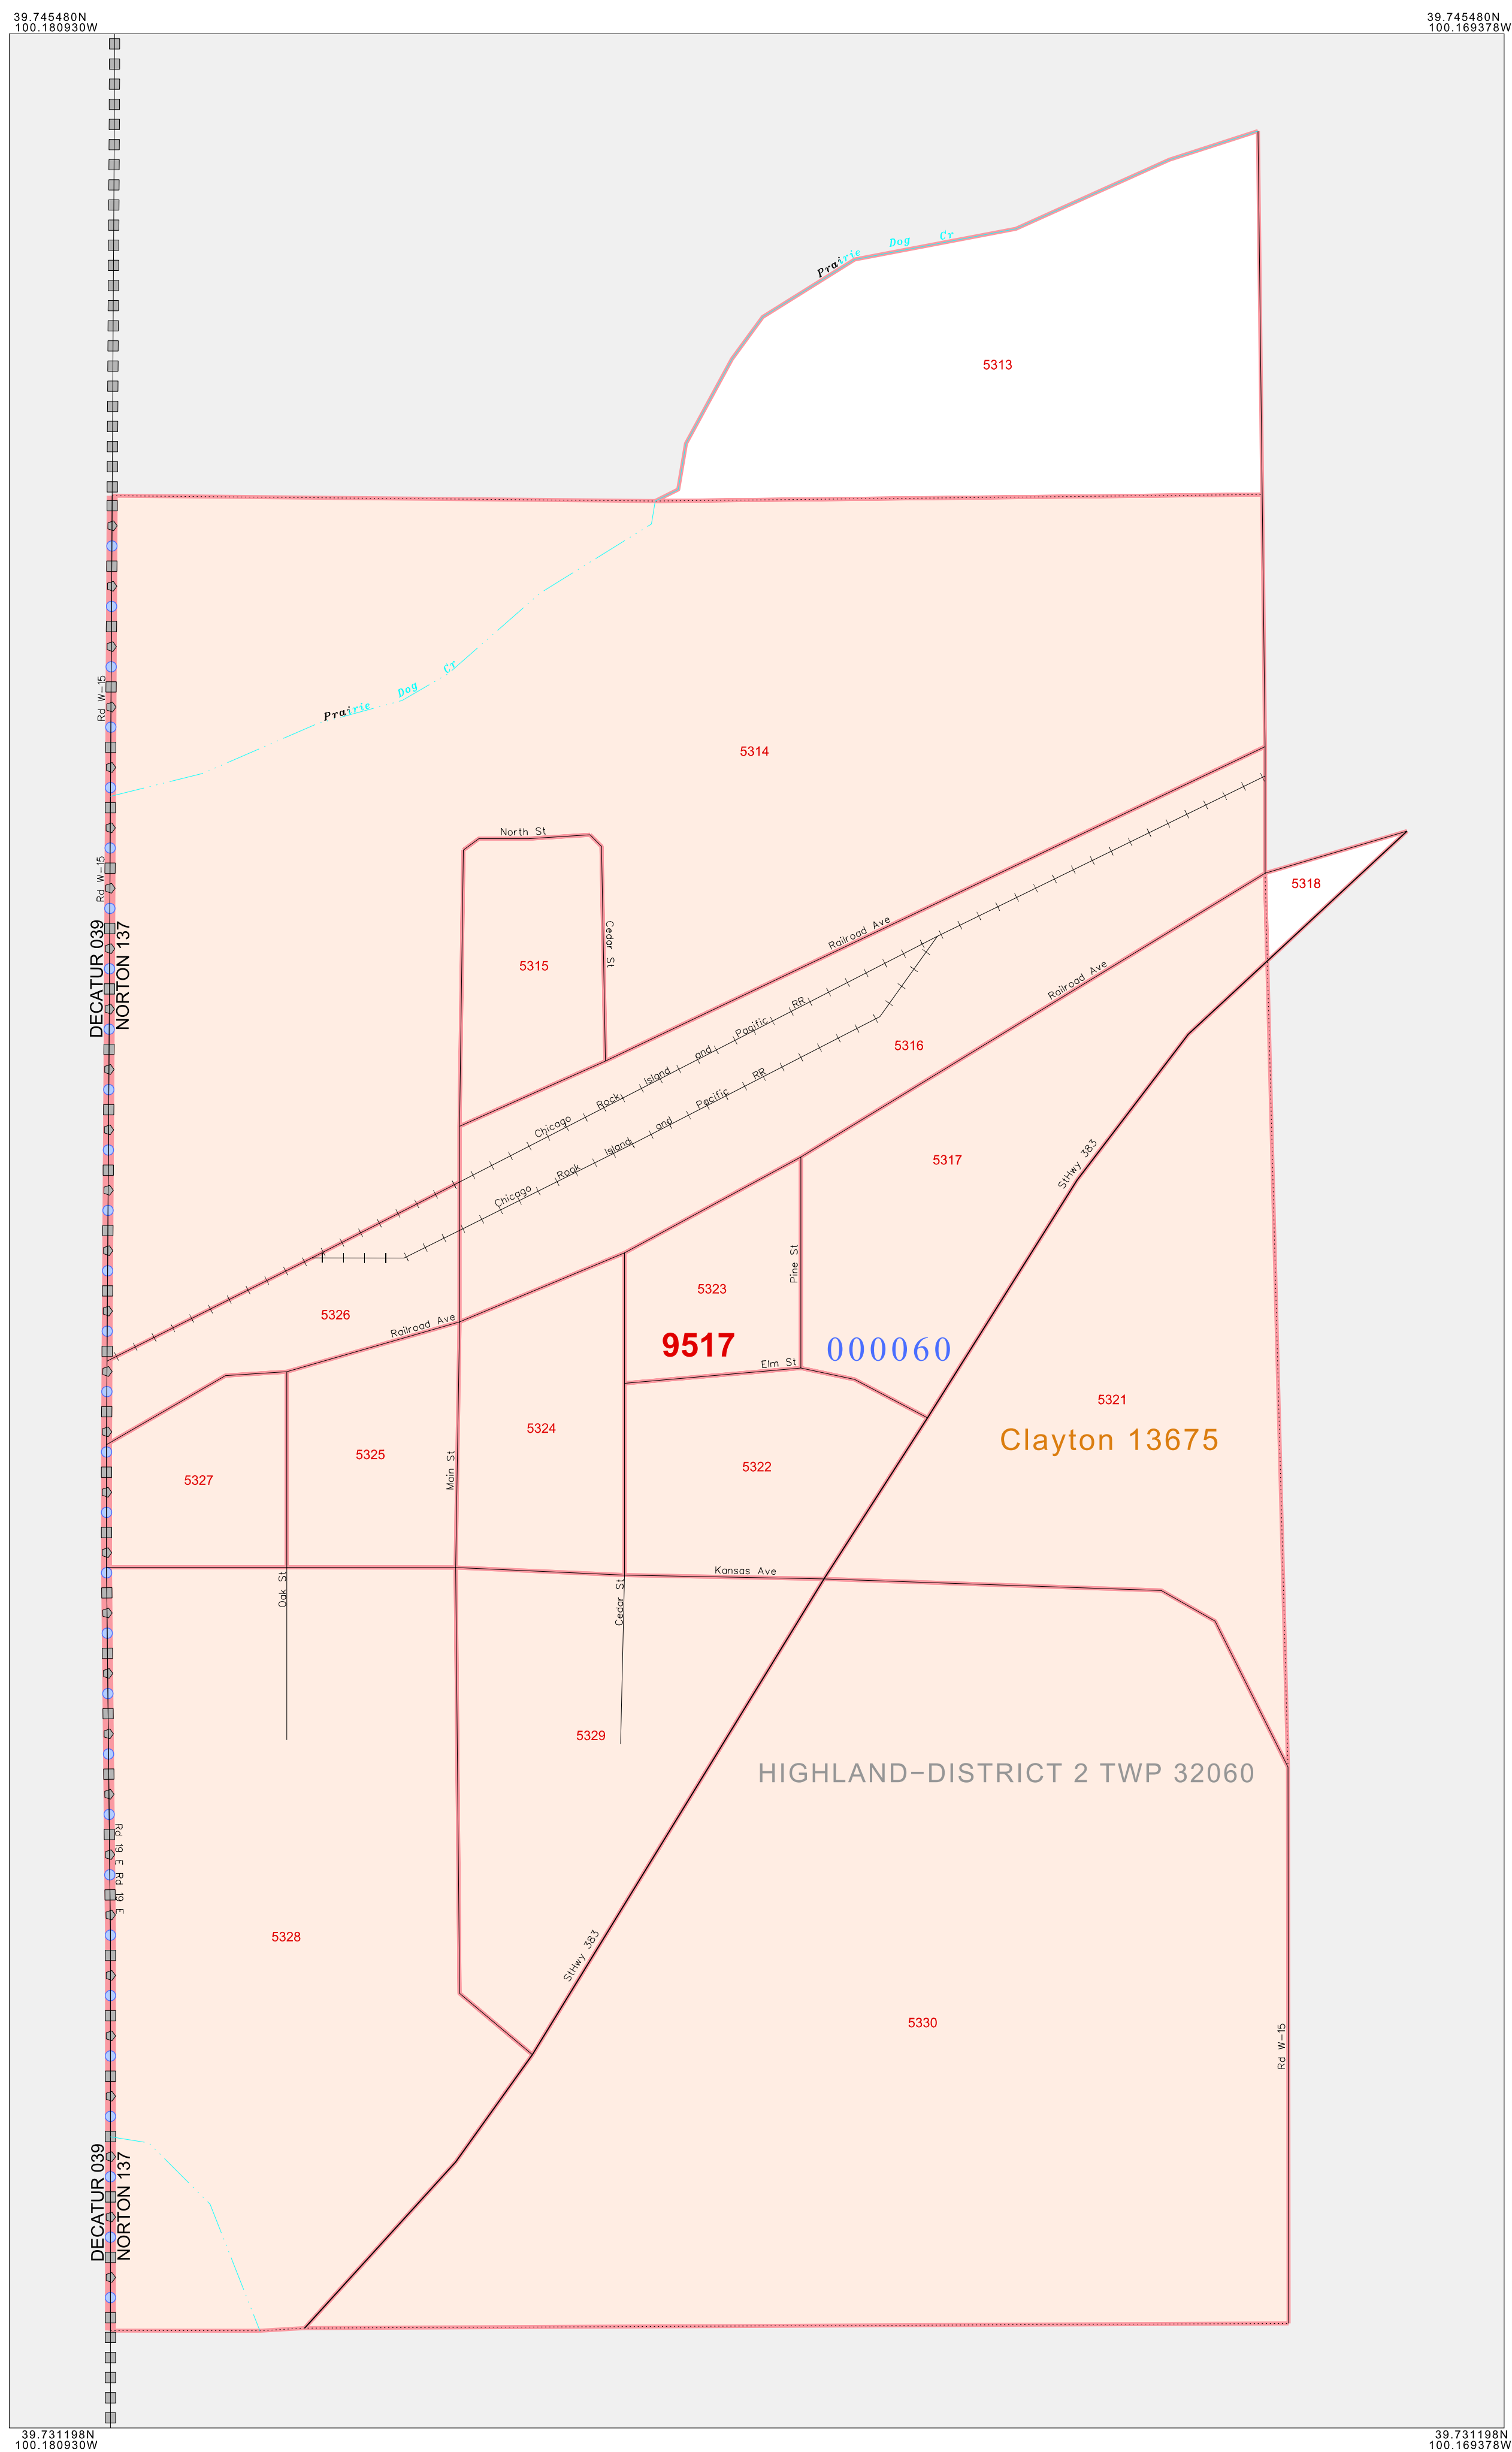 39.745480N
100.180930W
39.745480N
100.169378W
Prairie Dog Cr
5313
Rd W-15
Prairie Dog Cr
5314
North St
Rd W-15
5318
DECATUR 039
NORTON 137
Cedar St
Railroad Ave
5315
Railroad Ave
Chicago Rock Island and Pacific RR
5316
Chicago Rock Island and Pacific RR
5317
StHwy 383
Pine St
5323
5326
Railroad Ave
9517
000060
Elm St
5321
5324
Clayton 13675
5325
Main St
5322
5327
Kansas Ave
Oak St
Cedar St
5329
HIGHLAND-DISTRICT 2 TWP 32060
Rd 19 E
Rd 19 E
5328
StHwy 383
5330
Rd W-15
DECATUR 039
NORTON 137
39.731198N
100.180930W
39.731198N
100.169378W